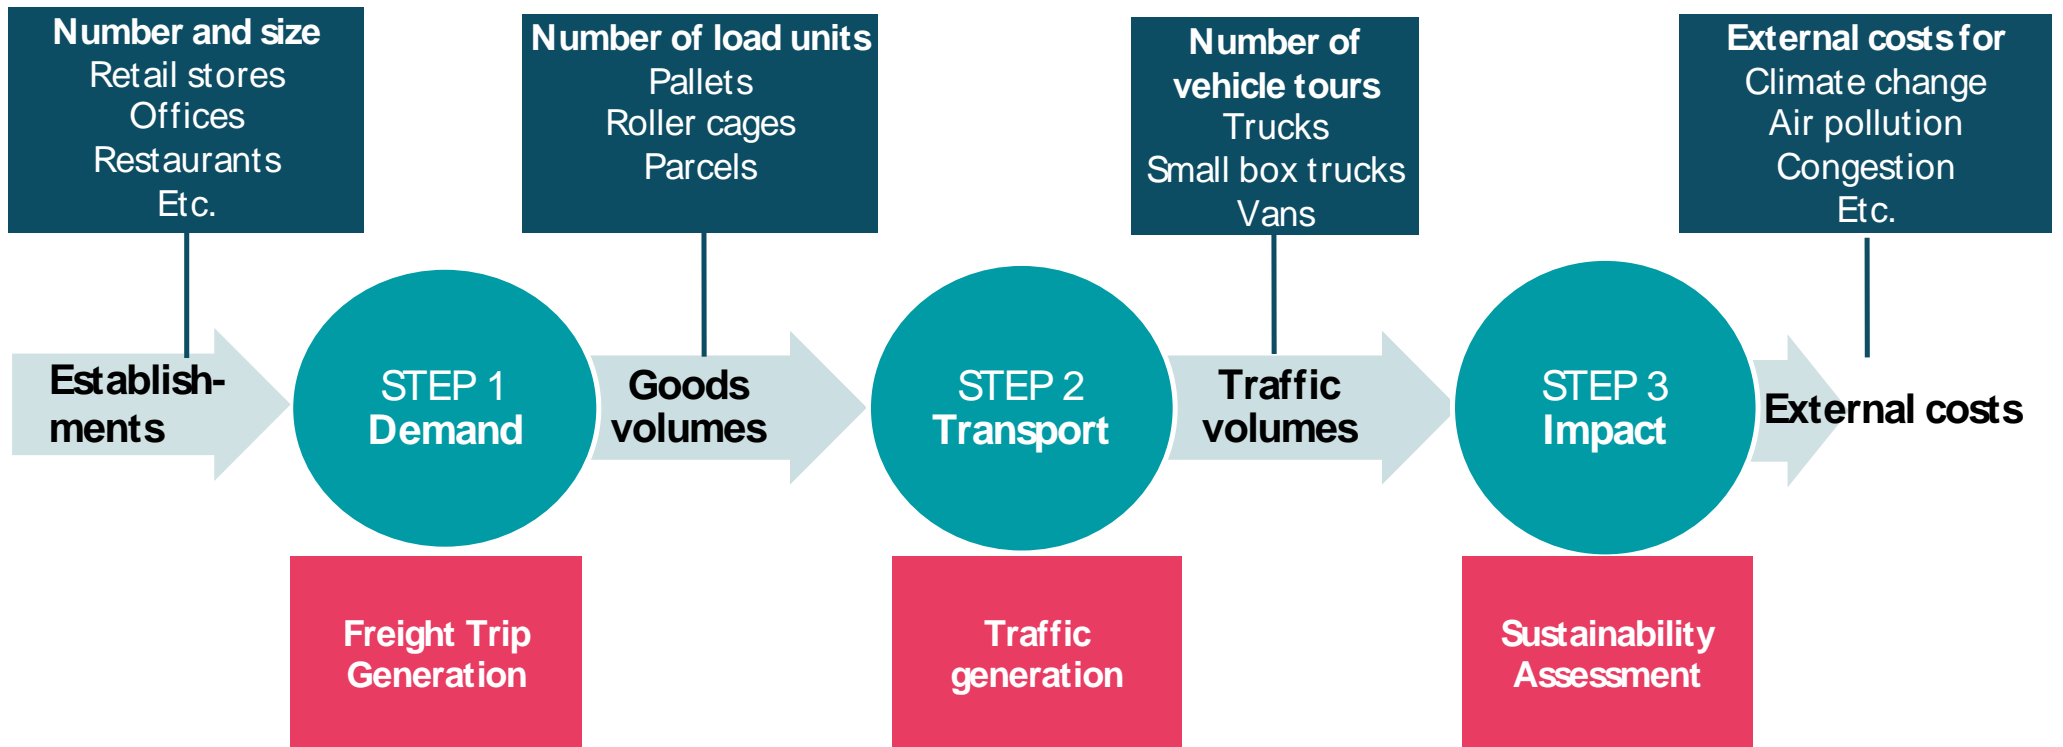 Number and size
Retail stores
Offices
Restaurants
Etc.
Number of load units
Pallets
Roller cages
Parcels
Number of
vehicle tours
Trucks
Small box trucks
Vans
External costs for
Climate change
Air pollution
Congestion
Etc.
Establish-
ments
STEP 1
Demand
Goods
volumes
STEP 2
Transport
Traffic
volumes
STEP 3
Impact
External costs
Freight Trip
Generation
Traffic
generation
Sustainability
Assessment